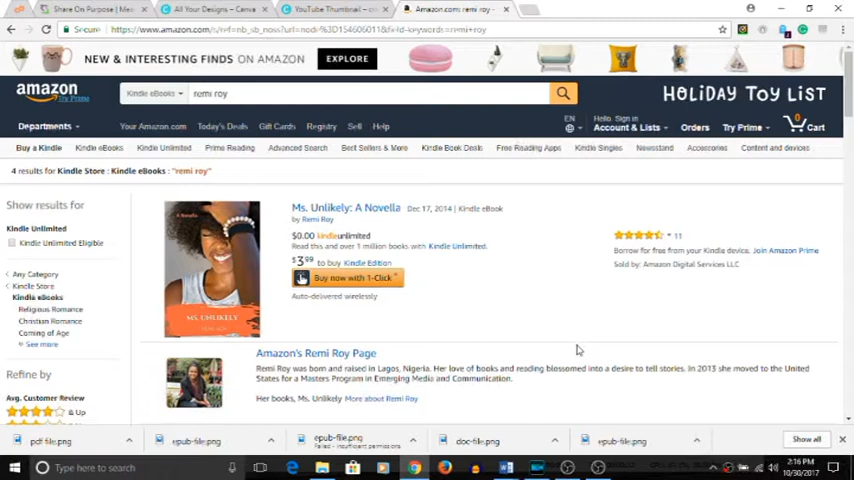 Share On Purpose | Me
All Your Designs – Canva
YouTube Thumbnail –
Amazon.com: remi roy -
Secure
https://www.amazon.com/s/ref=nb_sb_noss?url=node%3D154606011&field-keywords=remi+roy
NEW & INTERESTING FINDS ON AMAZON
EXPLORE
amazon
Try Prime
Kindle eBooks
remi roy
HOLIDAY TOY LIST
Departments
Your Amazon.com
Today's Deals
Gift Cards
Registry
Sell
Help
EN
Hello. Sign in
Account & Lists
Orders
Try Prime
0
Cart
Buy a Kindle
Kindle eBooks
Kindle Unlimited
Prime Reading
Advanced Search
Best Sellers & More
Kindle Book Deals
Free Reading Apps
Kindle Singles
Newsstand
Accessories
Content and devices
4 results for Kindle Store : Kindle eBooks : "remi roy"
Show results for
Kindle Unlimited
Kindle Unlimited Eligible
Any Category
Kindle Store
Kindle eBooks
Religious Romance
Christian Romance
Coming of Age
See more
Refine by
Avg. Customer Review
& Up
& Up
A Novella
MS. UNLIKELY
REMI ROY
Ms. Unlikely: A Novella Dec 17, 2014 | Kindle eBook
by Remi Roy
$0.00 kindleunlimited
Read this and over 1 million books with Kindle Unlimited.
$3.99 to buy Kindle Edition
Buy now with 1-Click®
Auto-delivered wirelessly
11
Borrow for free from your Kindle device. Join Amazon Prime
Sold by: Amazon Digital Services LLC
Amazon's Remi Roy Page
Remi Roy was born and raised in Lagos, Nigeria. Her love of books and reading blossomed into a desire to tell stories. In 2013 she moved to the United
States for a Masters Program in Emerging Media and Communication.
Her books, Ms. Unlikely More about Remi Roy
pdf file.png
epub-file.png
epub-file.png
Failed - Insufficient permissions
doc-file.png
epub-file.png
Show all
Type here to search
2:16 PM
10/30/2017